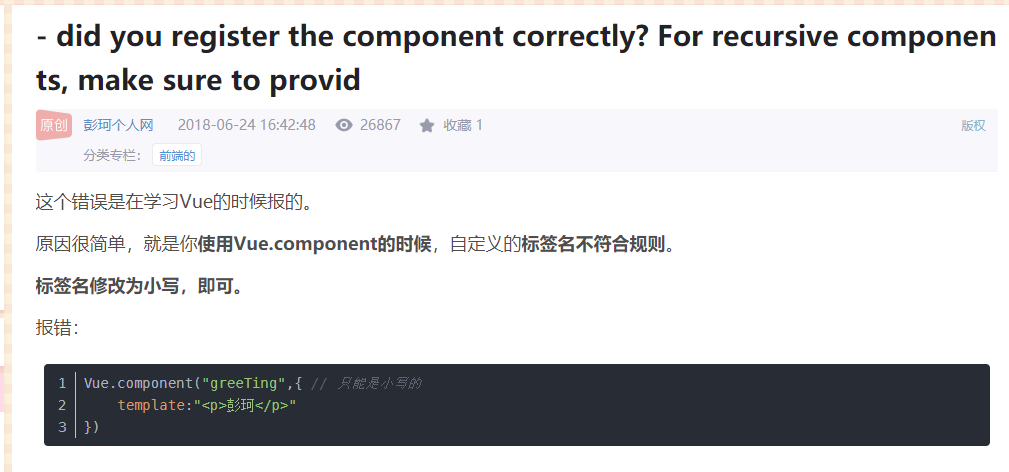 - did you register the component correctly? For recursive componen
ts, make sure to provid
原创 彭珂个人网 2018-06-24 16:42:48 26867 收藏 1 版权
分类专栏： 前端的
这个错误是在学习Vue的时候报的。
原因很简单，就是你使用Vue.component的时候，自定义的标签名不符合规则。
标签名修改为小写，即可。
报错：
1 Vue.component("greeTing",{ // 只能是小写的
2 template:"<p>彭珂</p>"
3 })